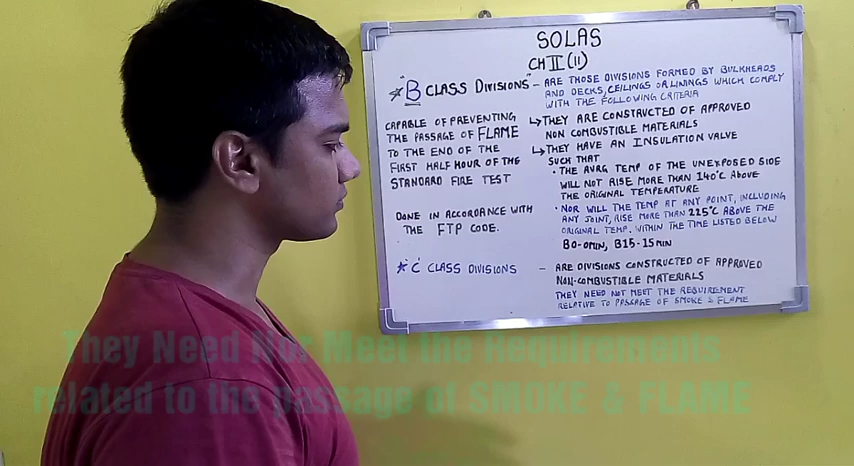 SOLAS
CH II (11)
* "B CLASS DIVISIONS" - ARE THOSE DIVISIONS FORMED BY BULKHEADS
AND DECKS, CEILINGS OR LININGS WHICH COMPLY
WITH THE FOLLOWING CRITERIA
CAPABLE OF PREVENTING
THE PASSAGE OF FLAME
TO THE END OF THE
FIRST HALF HOUR OF THE
STANDARD FIRE TEST
DONE IN ACCORDANCE WITH
THE FTP CODE.
↳ THEY ARE CONSTRUCTED OF APPROVED
NON COMBUSTIBLE MATERIALS
↳ THEY HAVE AN INSULATION VALVE
SUCH THAT
• THE AVRG TEMP OF THE UNEXPOSED SIDE
WILL NOT RISE MORE THAN 140°C ABOVE
THE ORIGINAL TEMPERATURE
• NOR WILL THE TEMP AT ANY POINT, INCLUDING
ANY JOINT, RISE MORE THAN 225°C ABOVE THE
ORIGINAL TEMP. WITHIN THE TIME LISTED BELOW
B0-0MIN, B15-15MIN
* "C" CLASS DIVISIONS - ARE DIVISIONS CONSTRUCTED OF APPROVED
NON-COMBUSTIBLE MATERIALS
THEY NEED NOT MEET THE REQUIREMENT
RELATIVE TO PASSAGE OF SMOKE & FLAME
They Need Nor Meet the Requirements
related to the passage of SMOKE & FLAME